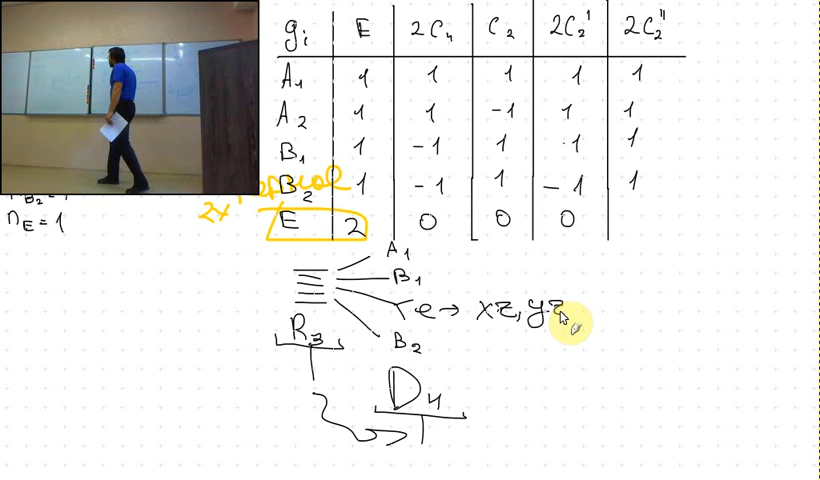 gi E 2C4 C2 2C2' 2C2"
A1 1 1 1 1 1
A2 1 1 -1 1 1
B1 1 -1 1 1 1
B2 1 -1 1 -1 1
E 2 0 0 0
nE = 1
A1
B1
e → xz, yz,
B2
R3
D4